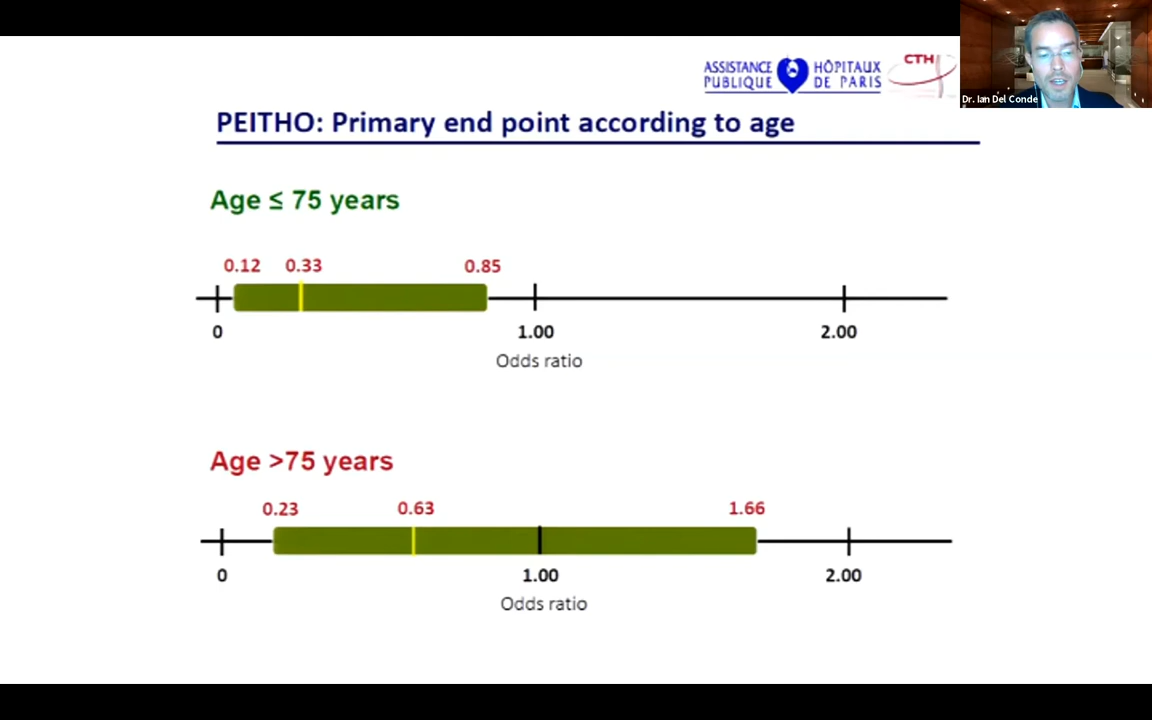 ASSISTANCE PUBLIQUE
HÔPITAUX DE PARIS
CTH
Dr. Ian Del Conde
PEITHO: Primary end point according to age
Age ≤ 75 years
0.12 0.33 0.85
0 1.00 2.00
Odds ratio
Age >75 years
0.23 0.63 1.66
0 1.00 2.00
Odds ratio